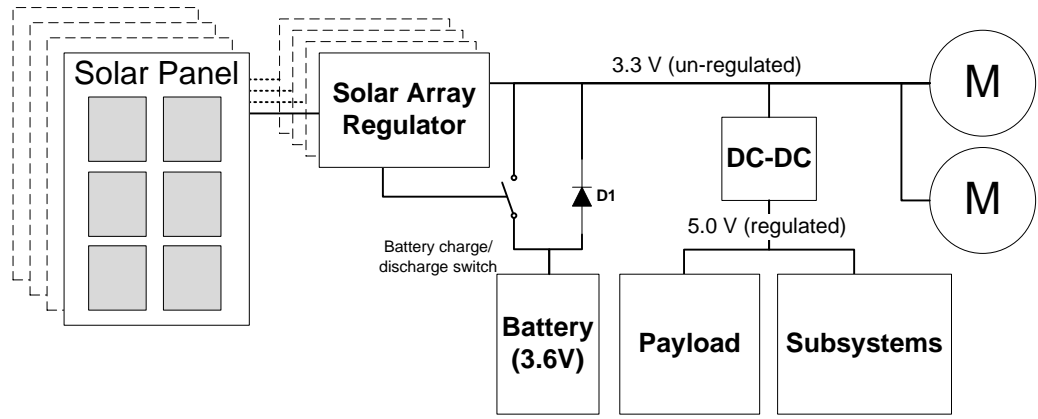 Solar Panel
Solar Array
Regulator
3.3 V (un-regulated)
M
DC-DC
M
D1
5.0 V (regulated)
Battery charge/
discharge switch
Battery
(3.6V)
Payload
Subsystems